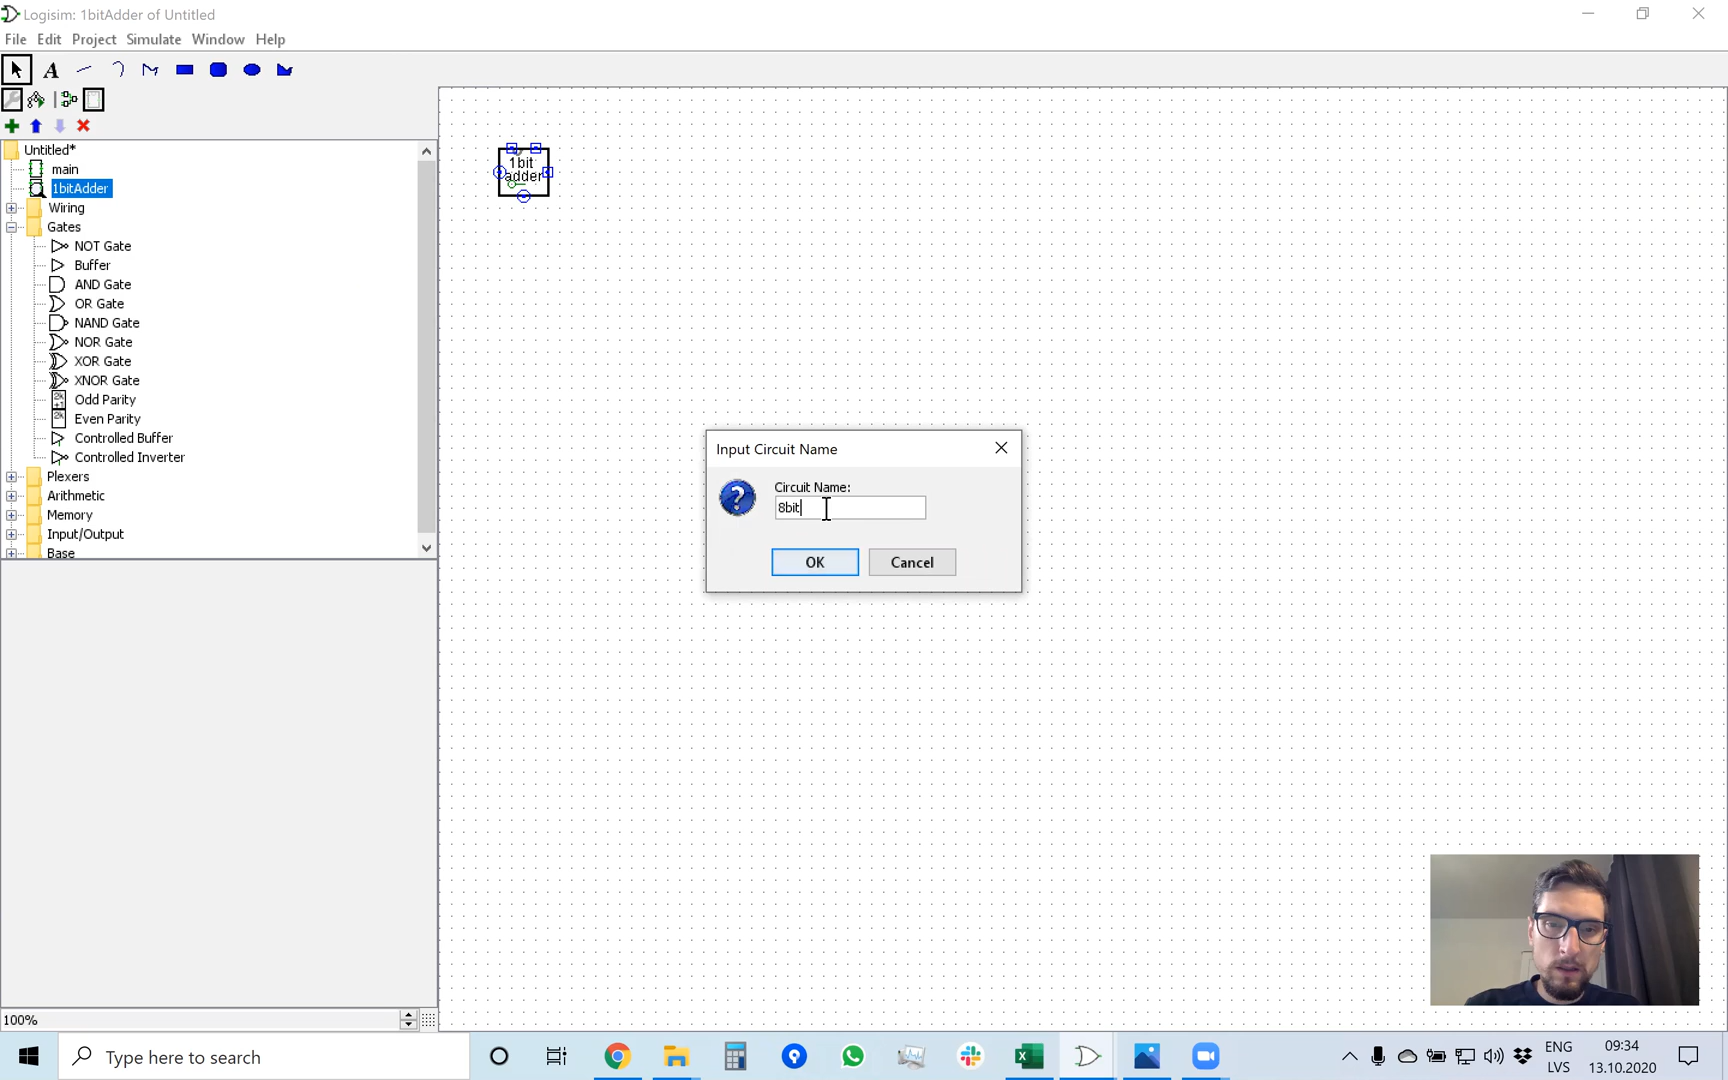 Logisim: 1bitAdder of Untitled
File Edit Project Simulate Window Help
A
Untitled*
main
1bitAdder
Wiring
Gates
NOT Gate
Buffer
AND Gate
OR Gate
NAND Gate
NOR Gate
XOR Gate
XNOR Gate
Odd Parity
Even Parity
Controlled Buffer
Controlled Inverter
Plexers
Arithmetic
Memory
Input/Output
Base
100%
1bit
adder
Input Circuit Name
Circuit Name:
8bit
OK Cancel
Type here to search
ENG
LVS
09:34
13.10.2020